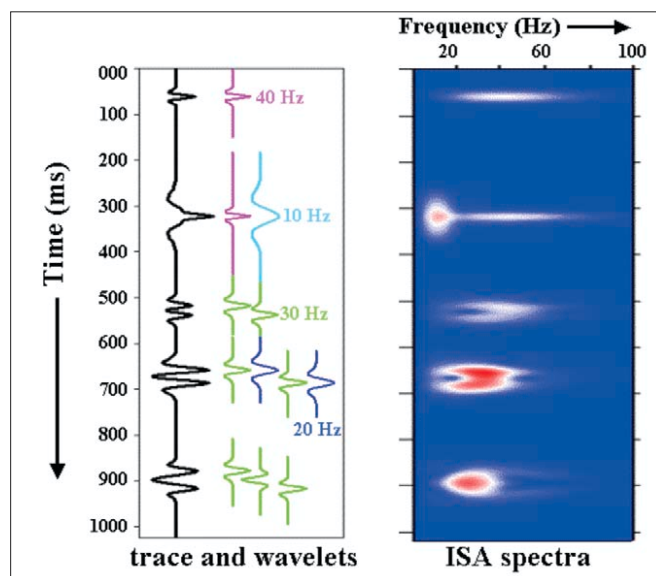 Frequency (Hz)
20 60 100
Time (ms)
000
100
200
300
400
500
600
700
800
900
1000
40 Hz
10 Hz
30 Hz
20 Hz
trace and wavelets
ISA spectra